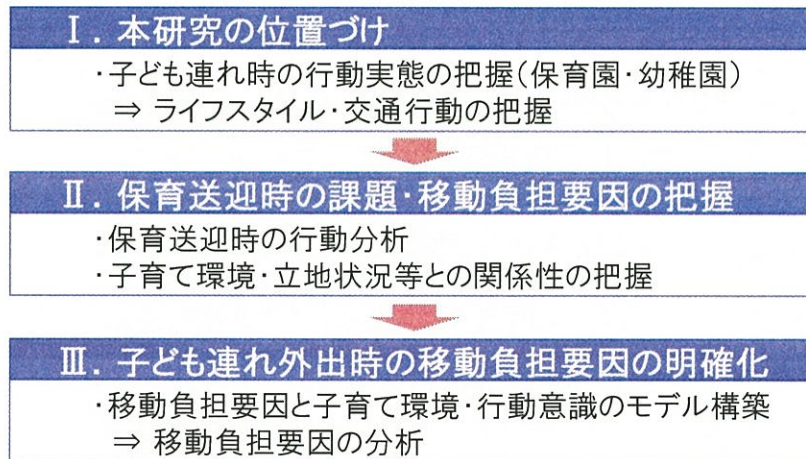 Ⅰ. 本研究の位置づけ
・子ども連れ時の行動実態の把握(保育園・幼稚園)
⇒ ライフスタイル・交通行動の把握
Ⅱ. 保育送迎時の課題・移動負担要因の把握
・保育送迎時の行動分析
・子育て環境・立地状況等との関係性の把握
Ⅲ. 子ども連れ外出時の移動負担要因の明確化
・移動負担要因と子育て環境・行動意識のモデル構築
⇒ 移動負担要因の分析